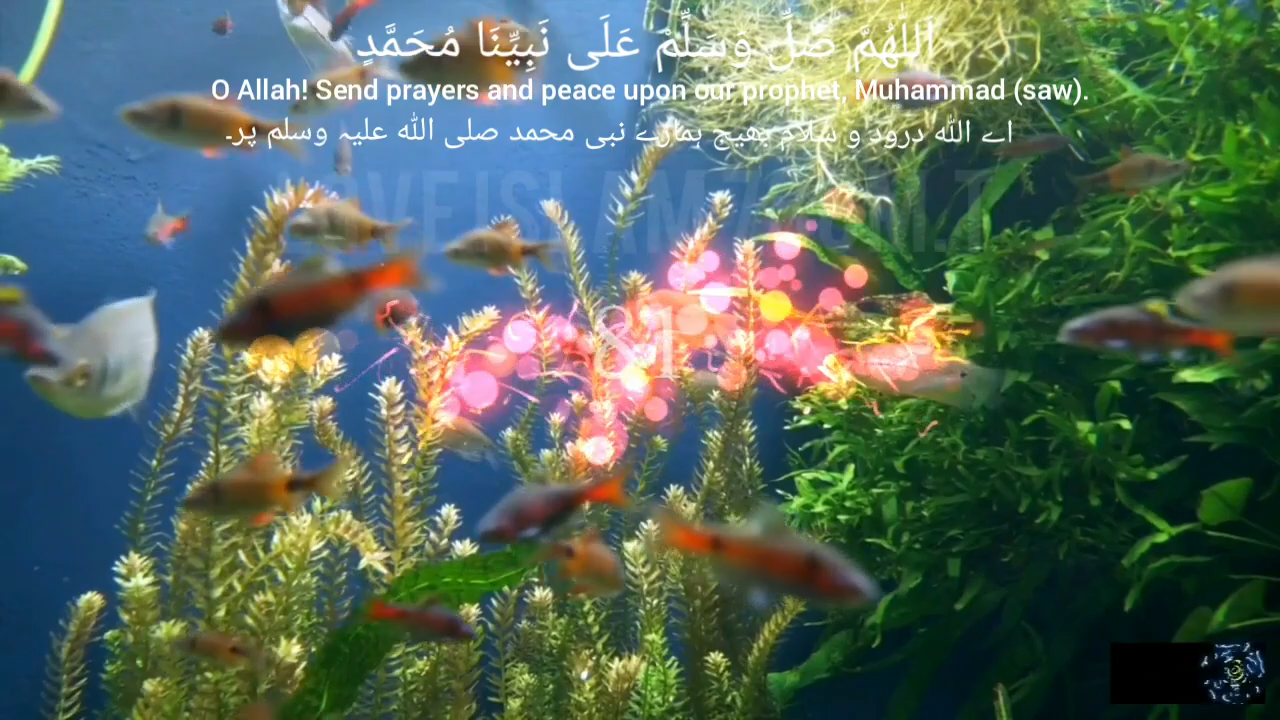 اَللّٰهُمَّ صَلِّ وَسَلِّمْ عَلَى نَبِيِّنَا مُحَمَّدٍ
O Allah! Send prayers and peace upon our prophet, Muhammad (saw).
اے اللہ درود و سلام بھیج ہمارے نبی محمد صلی اللہ علیہ وسلم پر۔
&1